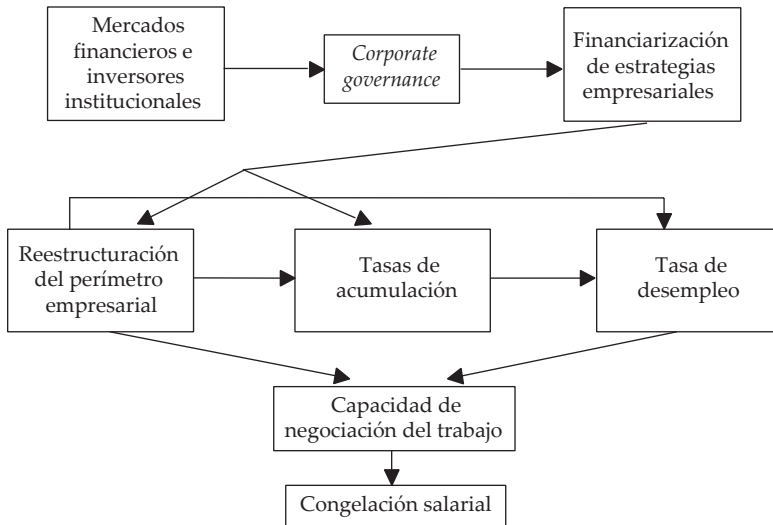 Mercados
financieros e
inversores
institucionales
Corporate
governance
Financiarización
de estrategias
empresariales
Reestructuración
del perímetro
empresarial
Tasas de
acumulación
Tasa de
desempleo
Capacidad de
negociación del trabajo
Congelación salarial